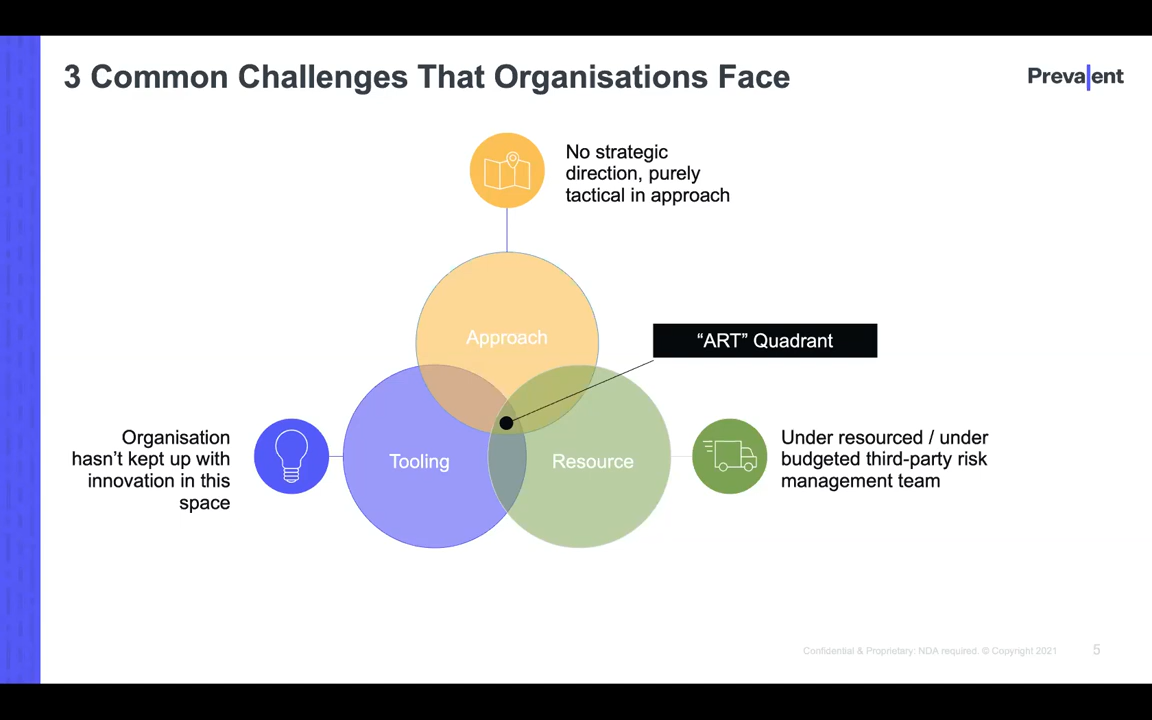 3 Common Challenges That Organisations Face
Prevalent
No strategic
direction, purely
tactical in approach
Approach
“ART” Quadrant
Organisation
hasn’t kept up with
innovation in this
space
Tooling
Resource
Under resourced / under
budgeted third-party risk
management team
Confidential & Proprietary: NDA required. © Copyright 2021
5